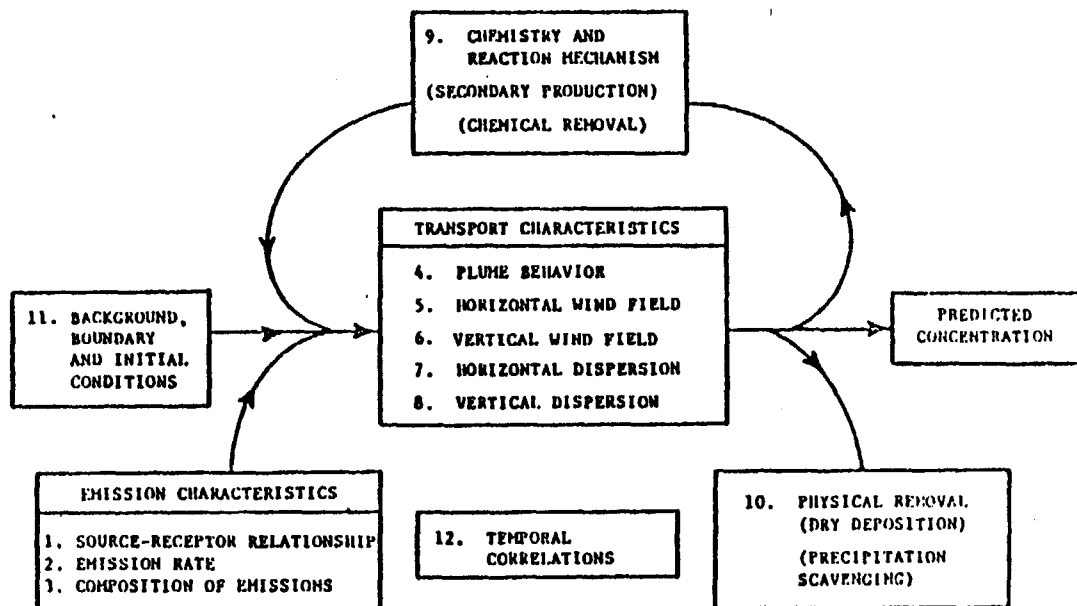 9. CHEMISTRY AND
REACTION MECHANISM
(SECONDARY PRODUCTION)
(CHEMICAL REMOVAL)
TRANSPORT CHARACTERISTICS
4. PLUME BEHAVIOR
5. HORIZONTAL WIND FIELD
6. VERTICAL WIND FIELD
7. HORIZONTAL DISPERSION
8. VERTICAL DISPERSION
11. BACKGROUND,
BOUNDARY
AND INITIAL
CONDITIONS
PREDICTED
CONCENTRATION
EMISSION CHARACTERISTICS
1. SOURCE-RECEPTOR RELATIONSHIP
2. EMISSION RATE
3. COMPOSITION OF EMISSIONS
12. TEMPORAL
CORRELATIONS
10. PHYSICAL REMOVAL
(DRY DEPOSITION)
(PRECIPITATION
SCAVENGING)